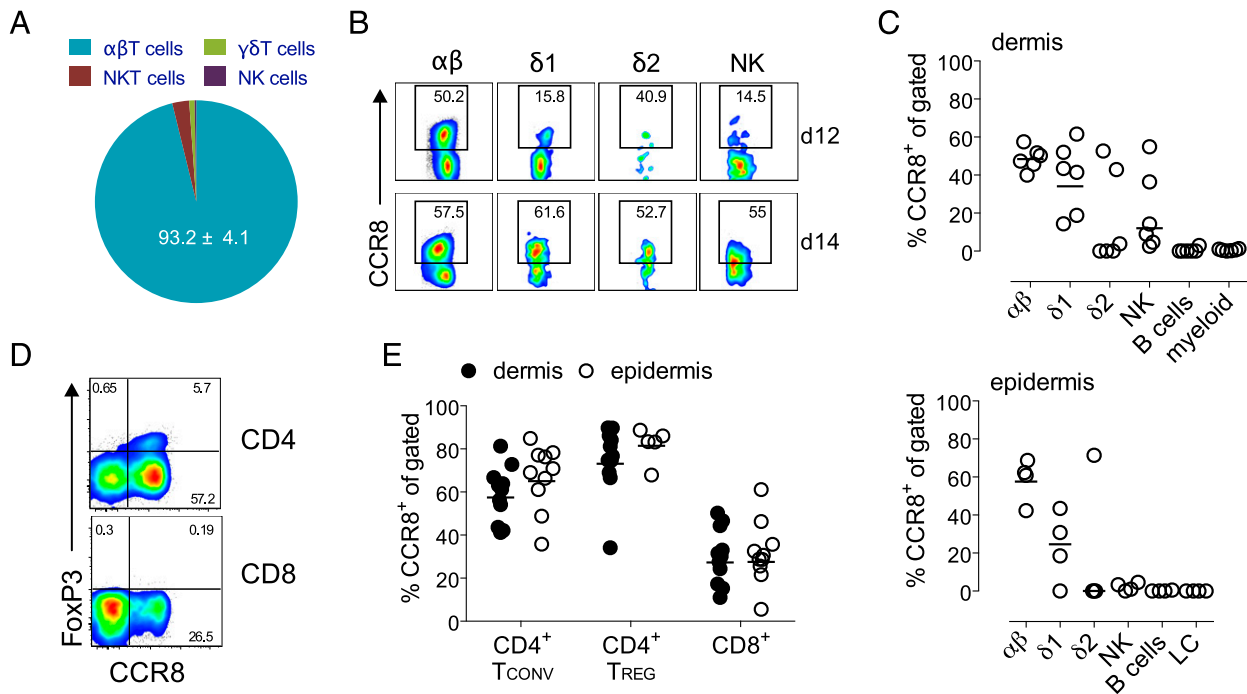 A
αβT cells
γδT cells
NKT cells
NK cells
93.2 ± 4.1
B
αβ
δ1
δ2
NK
50.2
15.8
40.9
14.5
d12
57.5
61.6
52.7
55
d14
CCR8
C
dermis
% CCR8⁺ of gated
100
80
60
40
20
0
αβ
δ1
δ2
NK
B cells
myeloid
epidermis
% CCR8⁺ of gated
100
80
60
40
20
0
αβ
δ1
δ2
NK
B cells
LC
D
0.65
5.7
57.2
CD4
0.3
0.19
26.5
CD8
FoxP3
CCR8
E
dermis
epidermis
% CCR8⁺ of gated
100
80
60
40
20
0
CD4⁺
TCONV
CD4⁺
TREG
CD8⁺